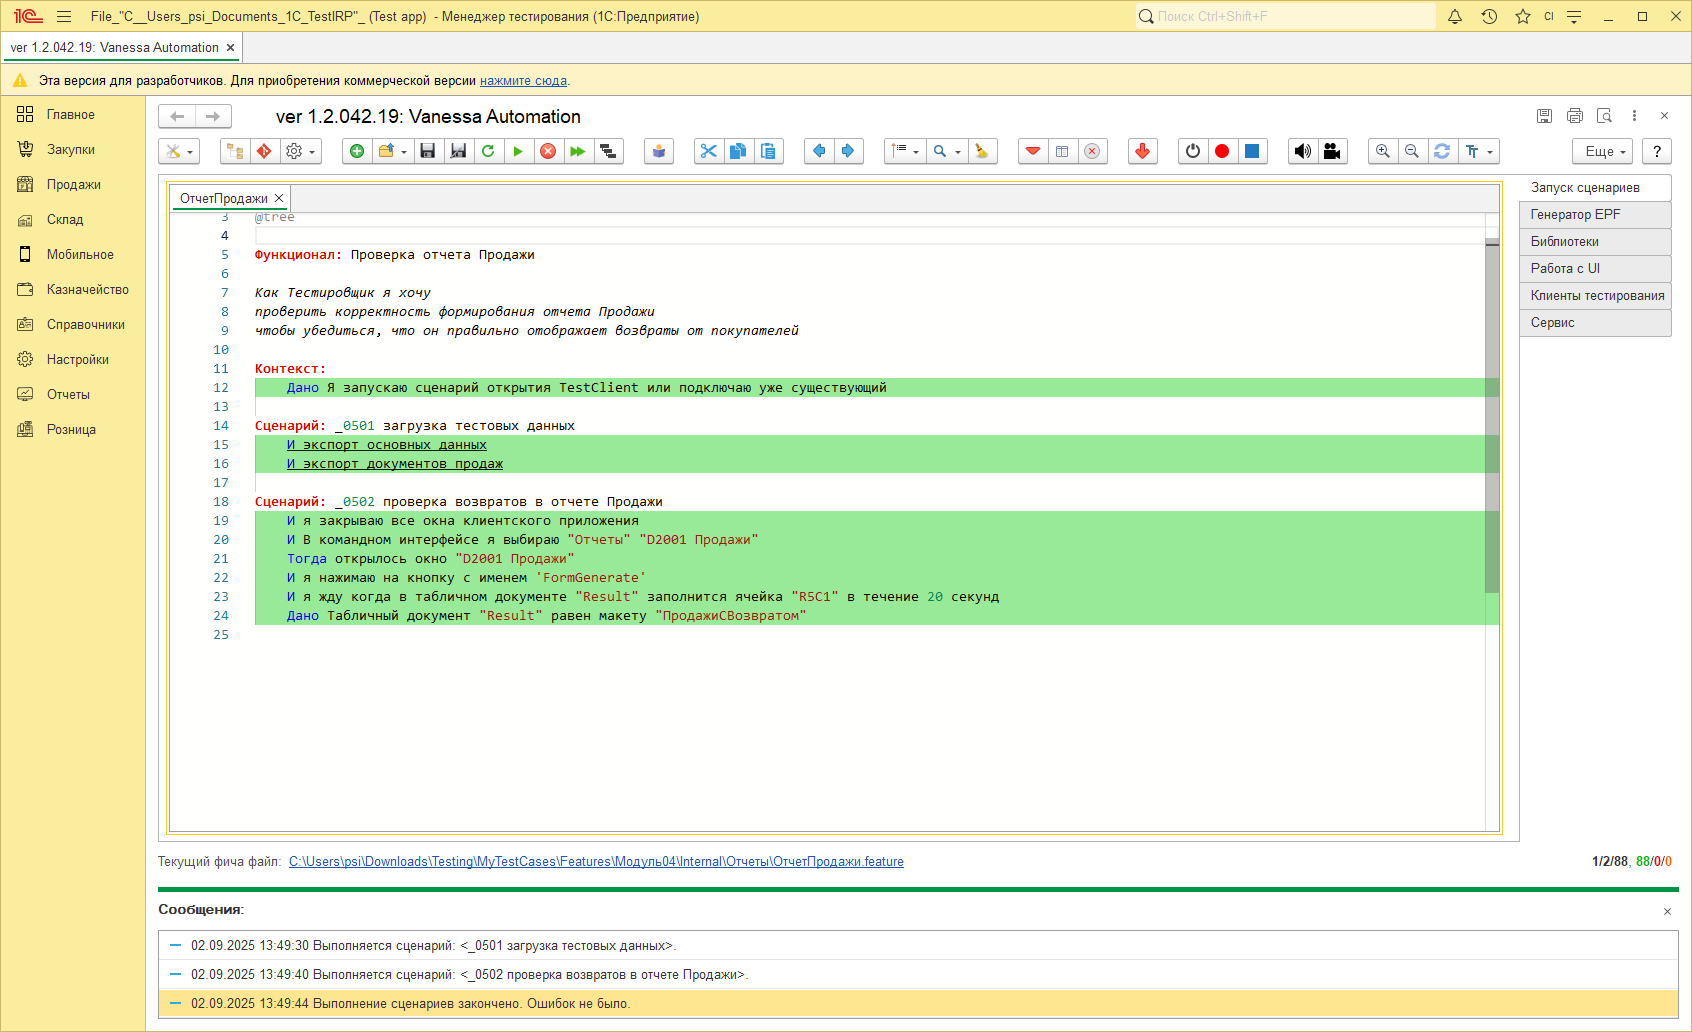 1С File_"C__Users_psi_Documents_1C_TestIRP"_ (Test app) - Менеджер тестирования (1С:Предприятие) Поиск Ctrl+Shift+F CI
ver 1.2.042.19: Vanessa Automation ×
Эта версия для разработчиков. Для приобретения коммерческой версии нажмите сюда.
Главное
Закупки
Продажи
Склад
Мобильное
Казначейство
Справочники
Настройки
Отчеты
Розница
ver 1.2.042.19: Vanessa Automation
Еще ?
ОтчетПродажи ×
3 @tree
4
5 Функционал: Проверка отчета Продажи
6
7 Как Тестировщик я хочу
8 проверить корректность формирования отчета Продажи
9 чтобы убедиться, что он правильно отображает возвраты от покупателей
10
11 Контекст:
12 Дано Я запускаю сценарий открытия TestClient или подключаю уже существующий
13
14 Сценарий: _0501 загрузка тестовых данных
15 И экспорт основных данных
16 И экспорт документов продаж
17
18 Сценарий: _0502 проверка возвратов в отчете Продажи
19 И я закрываю все окна клиентского приложения
20 И В командном интерфейсе я выбираю "Отчеты" "D2001 Продажи"
21 Тогда открылось окно "D2001 Продажи"
22 И я нажимаю на кнопку с именем 'FormGenerate'
23 И я жду когда в табличном документе "Result" заполнится ячейка "R5C1" в течение 20 секунд
24 Дано Табличный документ "Result" равен макету "ПродажиСВозвратом"
25
Запуск сценариев
Генератор EPF
Библиотеки
Работа с UI
Клиенты тестирования
Сервис
Текущий фича файл: C:\Users\psi\Downloads\Testing\MyTestCases\Features\Модуль04\Internal\Отчеты\ОтчетПродажи.feature 1/2/88, 88/0/0
Сообщения:
02.09.2025 13:49:30 Выполняется сценарий: <_0501 загрузка тестовых данных>.
02.09.2025 13:49:40 Выполняется сценарий: <_0502 проверка возвратов в отчете Продажи>.
02.09.2025 13:49:44 Выполнение сценариев закончено. Ошибок не было.